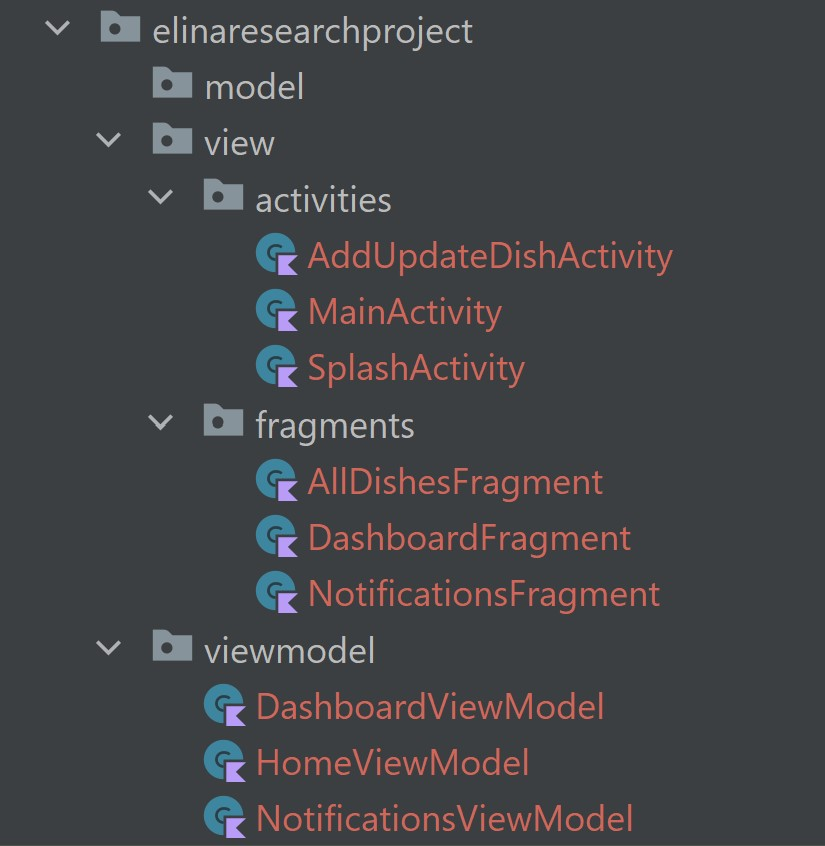 elinaresearchproject
model
view
activities
AddUpdateDishActivity
MainActivity
SplashActivity
fragments
AllDishesFragment
DashboardFragment
NotificationsFragment
viewmodel
DashboardViewModel
HomeViewModel
NotificationsViewModel